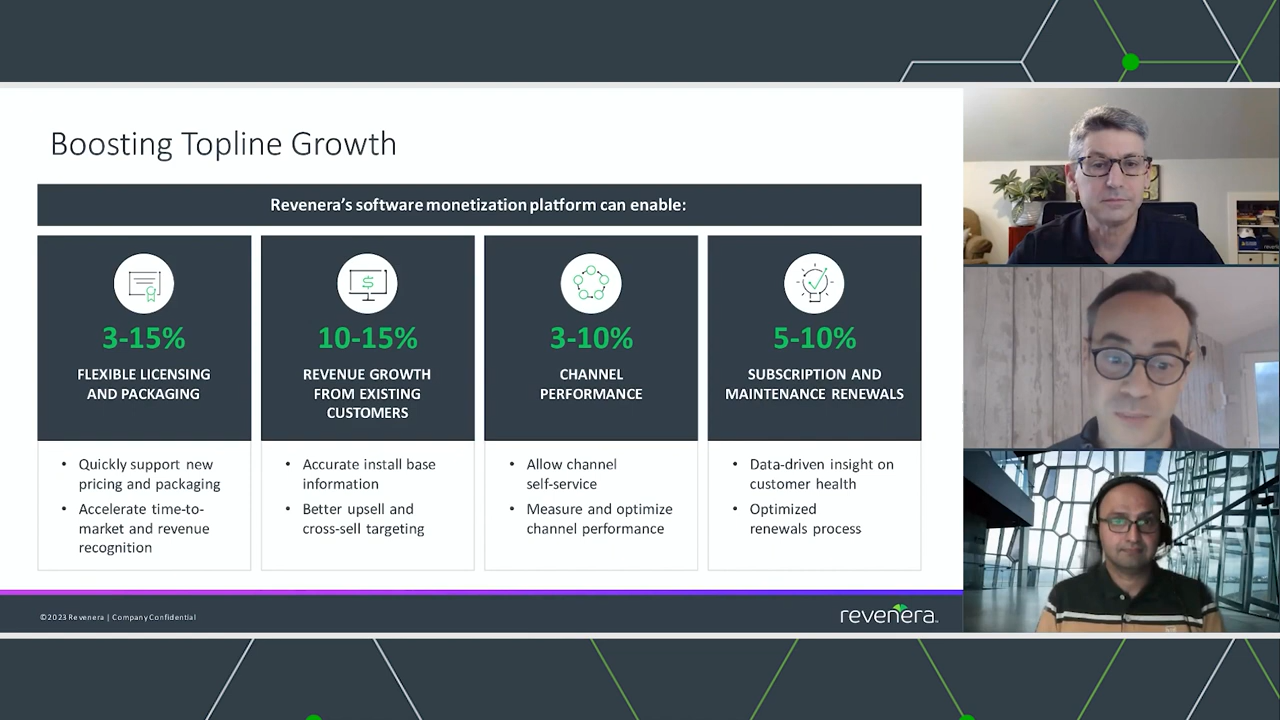 Boosting Topline Growth
Revenera's software monetization platform can enable:
3-15%
FLEXIBLE LICENSING
AND PACKAGING
• Quickly support new
pricing and packaging
• Accelerate time-to-
market and revenue
recognition
10-15%
REVENUE GROWTH
FROM EXISTING
CUSTOMERS
• Accurate install base
information
• Better upsell and
cross-sell targeting
3-10%
CHANNEL
PERFORMANCE
• Allow channel
self-service
• Measure and optimize
channel performance
5-10%
SUBSCRIPTION AND
MAINTENANCE RENEWALS
• Data-driven insight on
customer health
• Optimized
renewals process
©2023 Revenera | Company Confidential
revenera